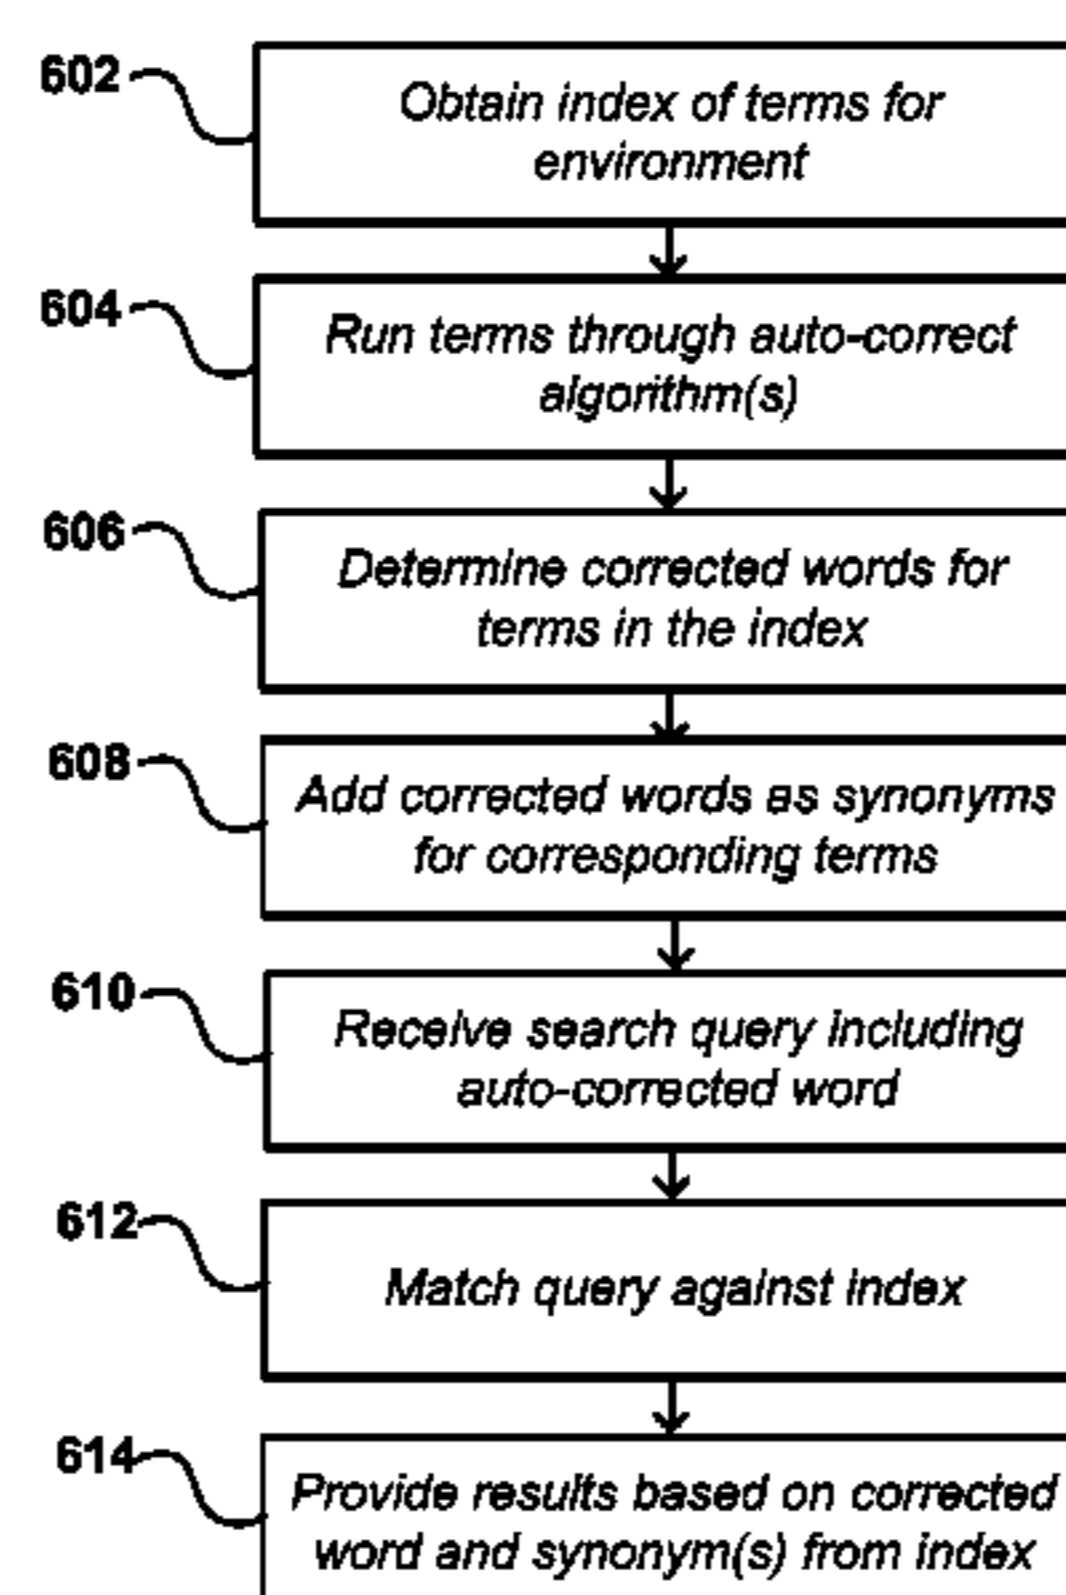 602
Obtain index of terms for
environment
604
Run terms through auto-correct
algorithm(s)
606
Determine corrected words for
terms in the index
608
Add corrected words as synonyms
for corresponding terms
610
Receive search query including
auto-corrected word
612
Match query against index
614
Provide results based on corrected
word and synonym(s) from index